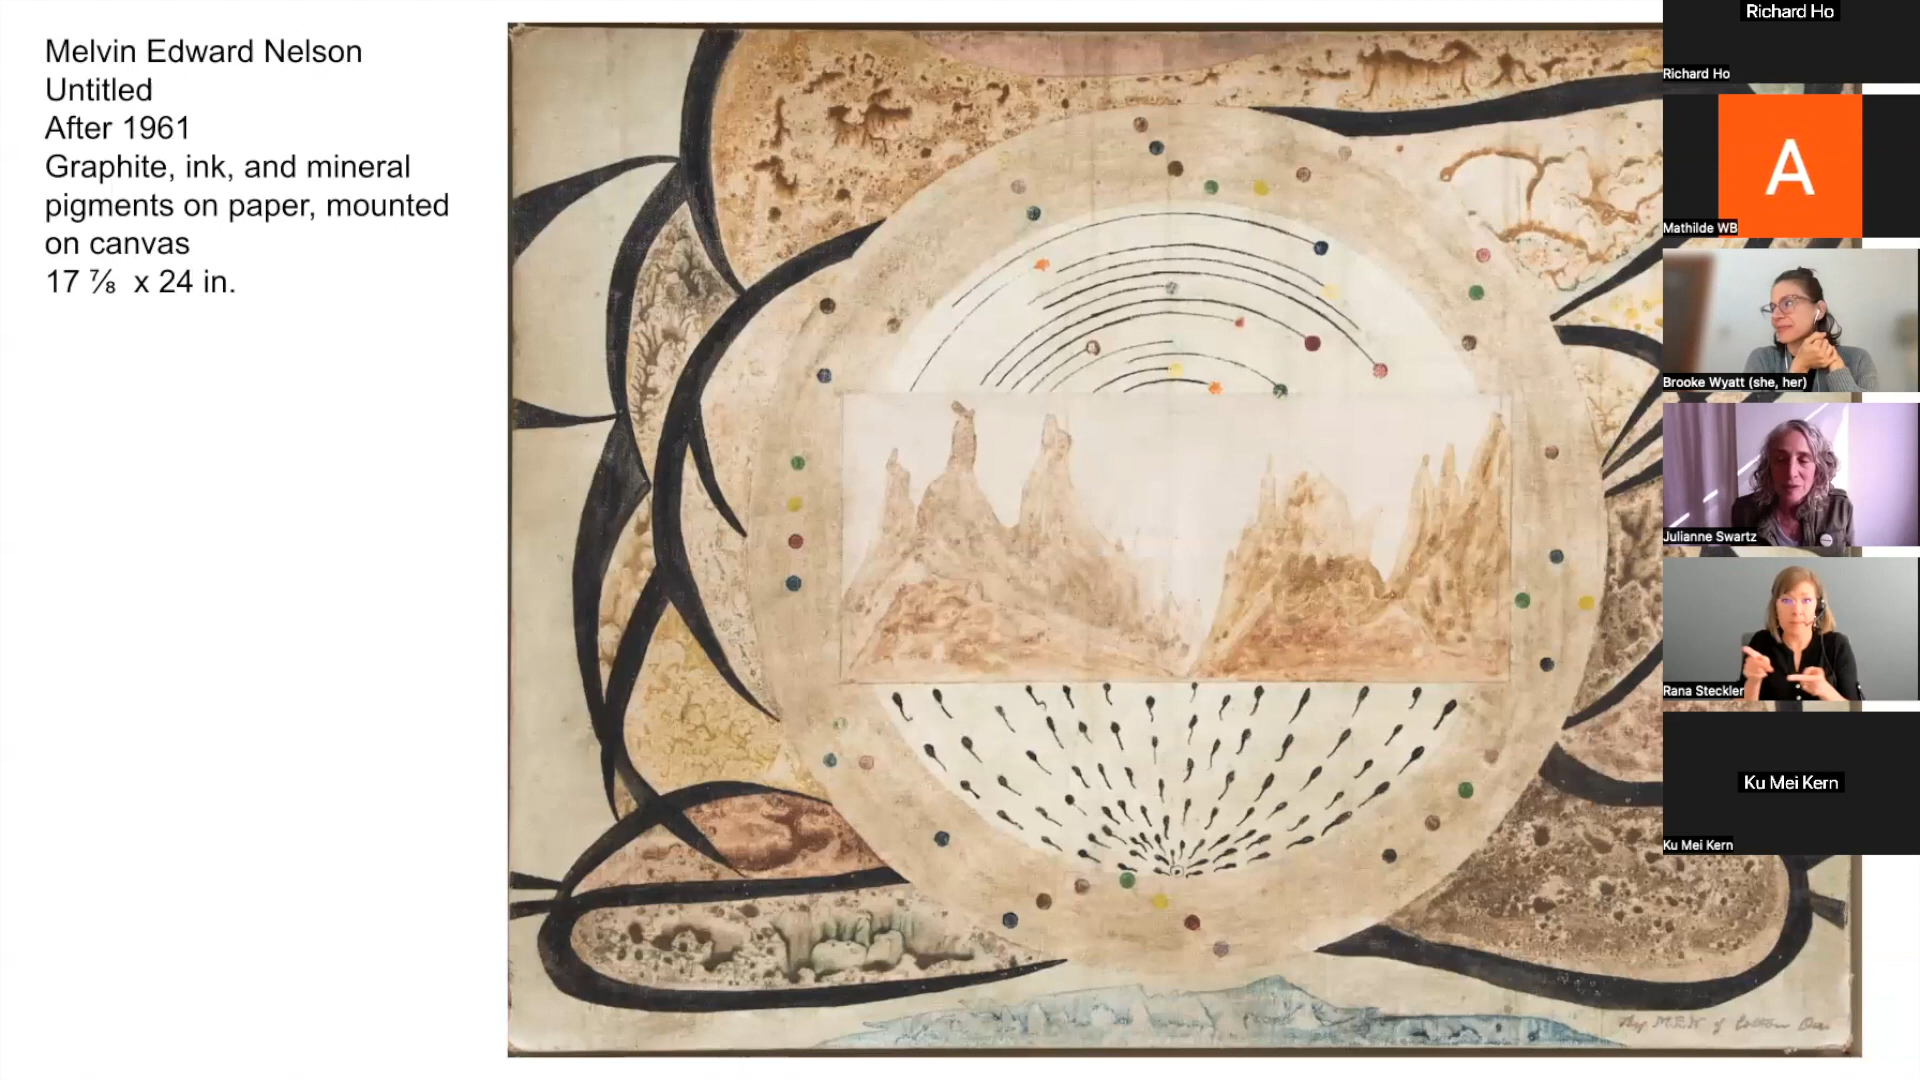 Melvin Edward Nelson
Untitled
After 1961
Graphite, ink, and mineral
pigments on paper, mounted
on canvas
17 ⅞ x 24 in.
Richard Ho
Richard Ho
A
Mathilde WB
Brooke Wyatt (she, her)
Julianne Swartz
Rana Steckler
Ku Mei Kern
Ku Mei Kern
M.E.N of